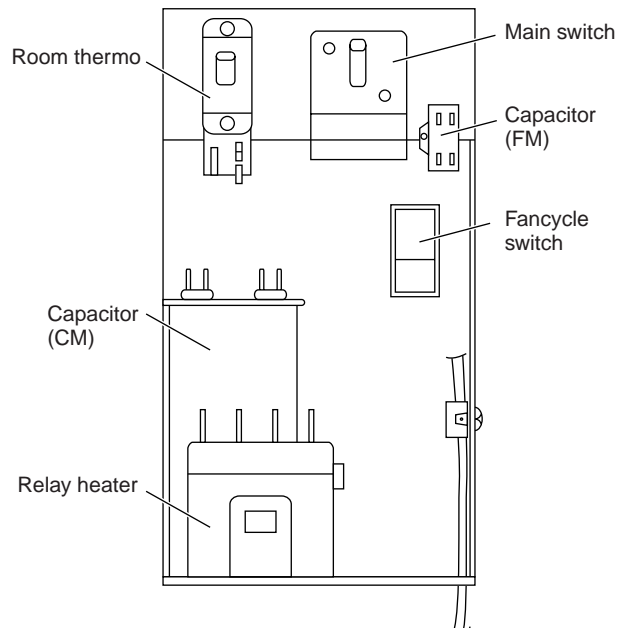 Room thermo
Main switch
Capacitor
(FM)
Fancycle
switch
Capacitor
(CM)
Relay heater